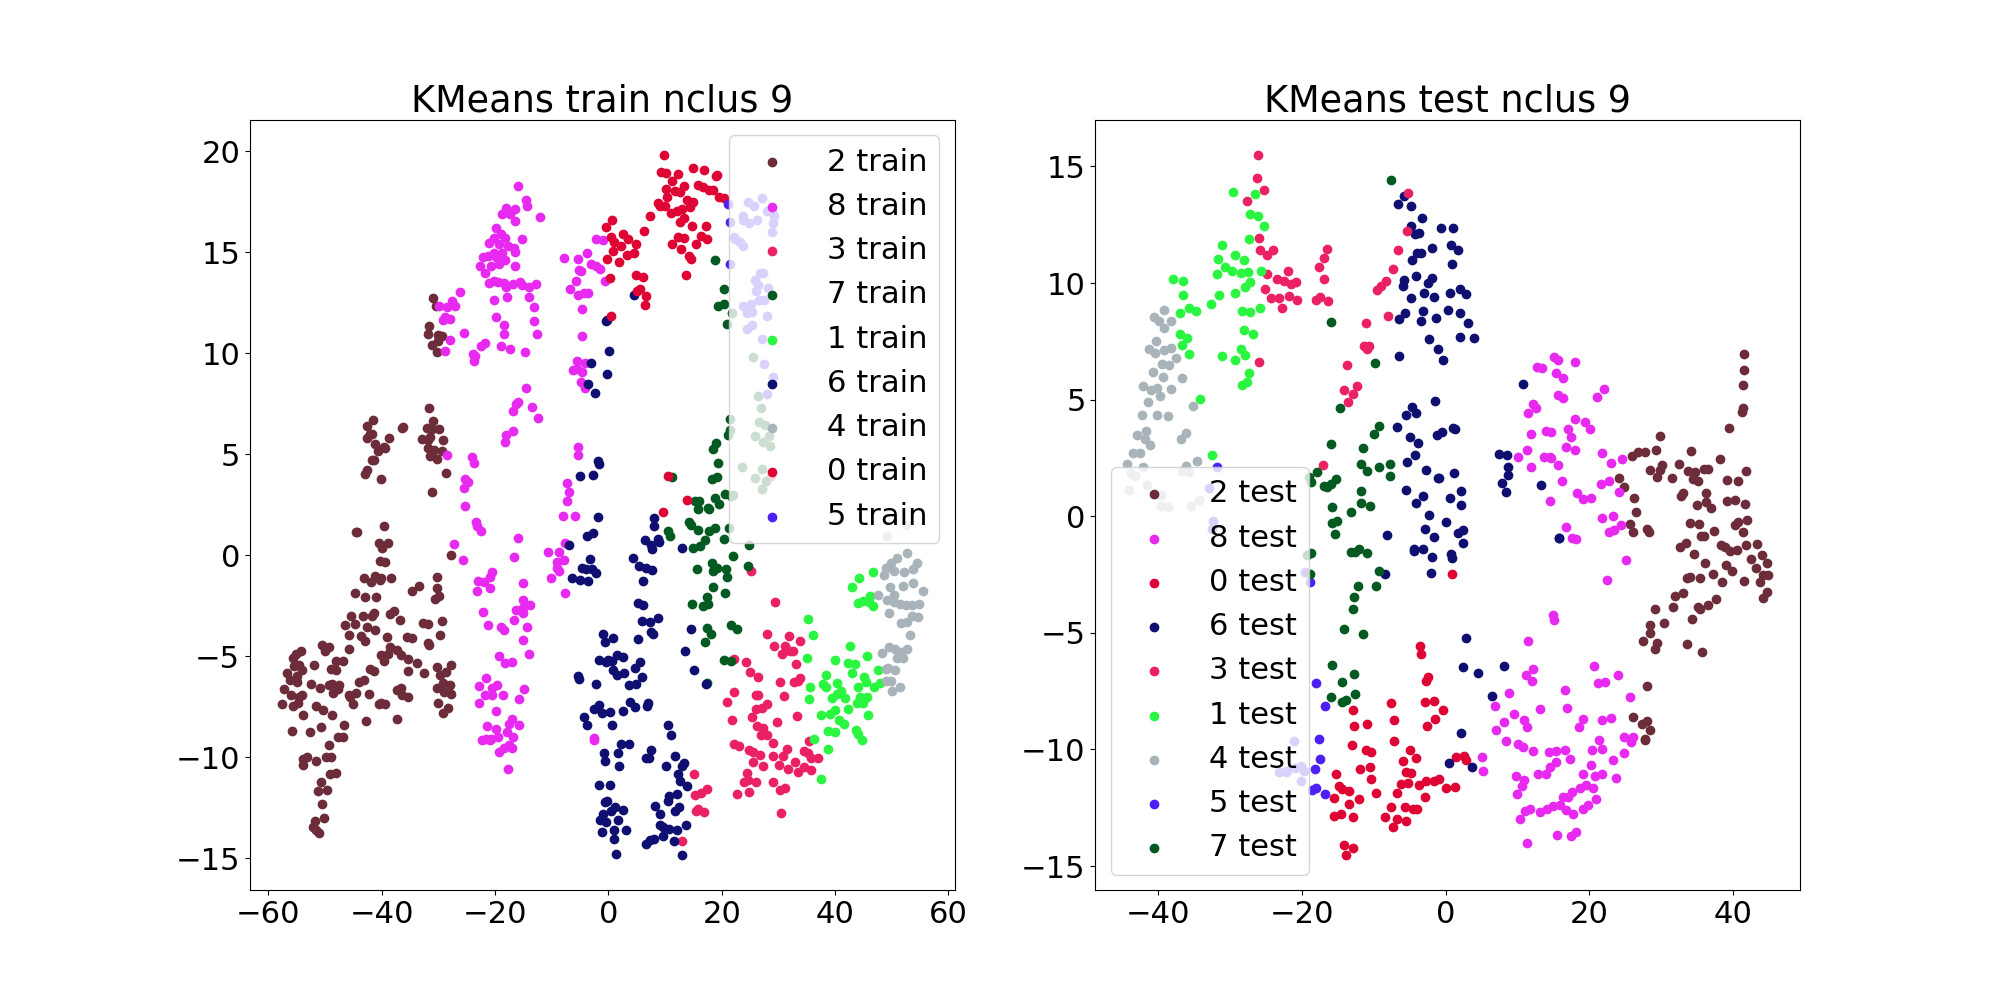 KMeans train nclus 9
20
15
10
5
0
−5
−10
−15
−60
−40
−20
0
20
40
60
2 train
8 train
3 train
7 train
1 train
6 train
4 train
0 train
5 train
KMeans test nclus 9
15
10
5
0
−5
−10
−15
−40
−20
0
20
40
2 test
8 test
0 test
6 test
3 test
1 test
4 test
5 test
7 test